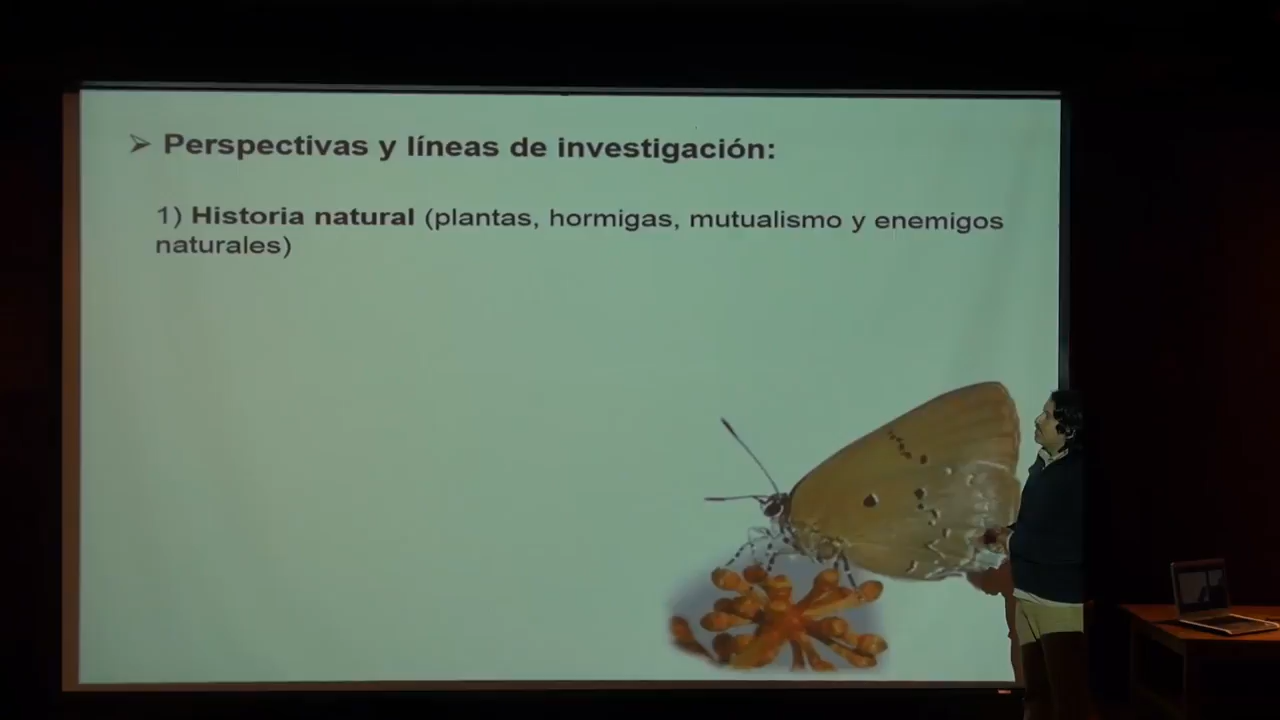 Perspectivas y líneas de investigación:
1) Historia natural (plantas, hormigas, mutualismo y enemigos
naturales)